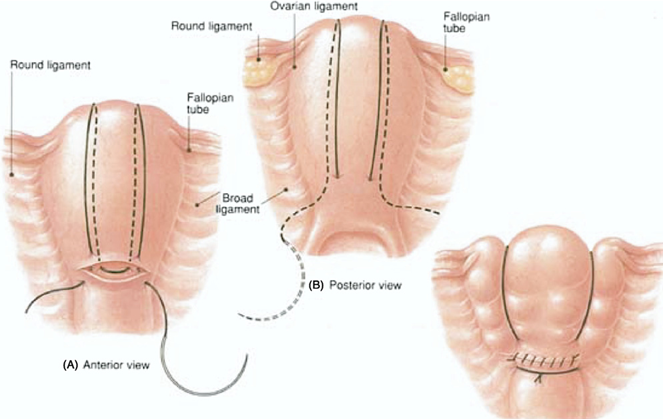 Ovarian ligament
Round ligament
Fallopian
tube
Round ligament
Fallopian
tube
Broad
ligament
(B) Posterior view
(A) Anterior view